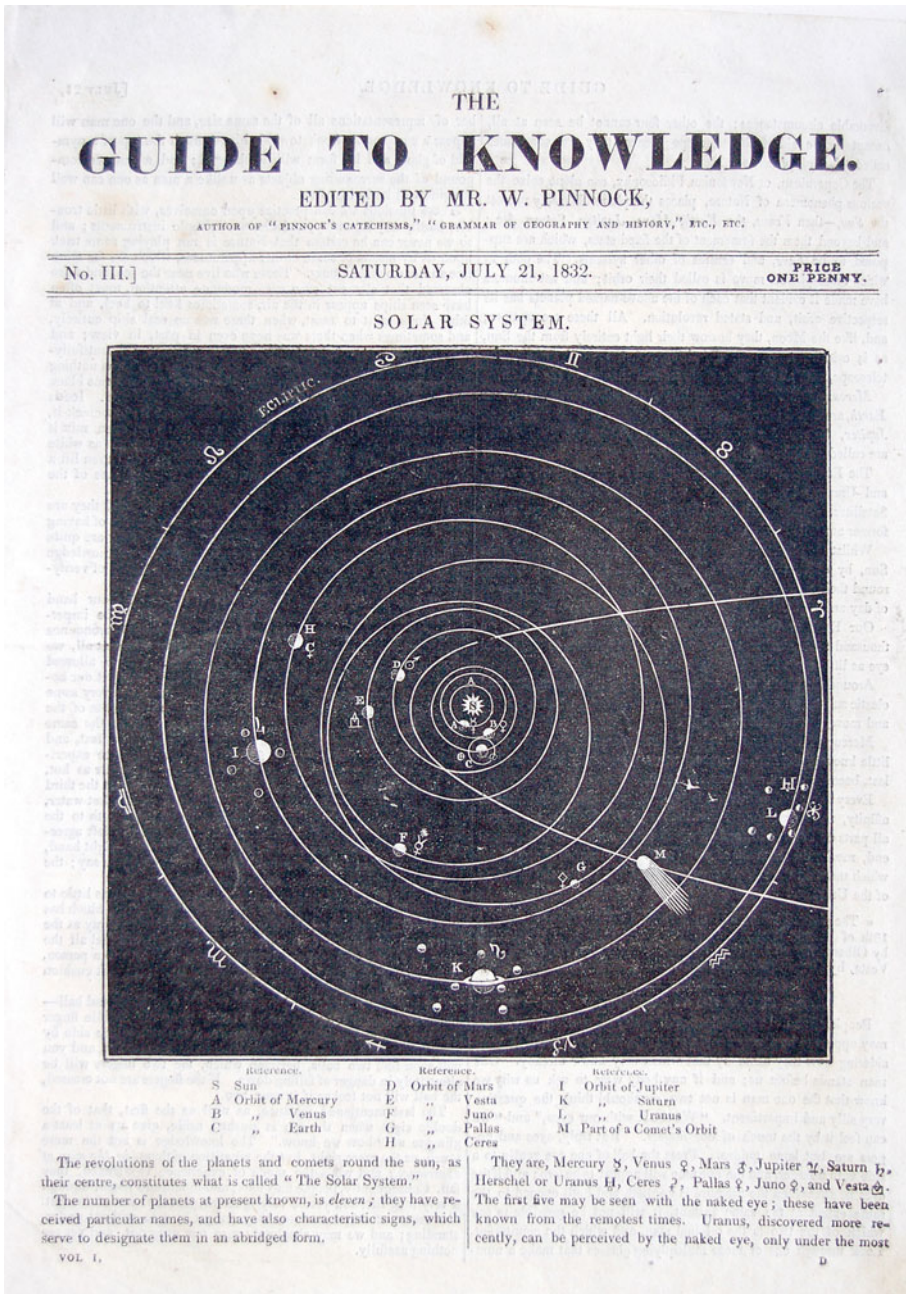 THE
GUIDE TO KNOWLEDGE.
EDITED BY MR. W. PINNOCK,
AUTHOR OF "PINNOCK'S CATECHISMS," "GRAMMAR OF GEOGRAPHY AND HISTORY," ETC., ETC.
No. III.] SATURDAY, JULY 21, 1832. PRICE ONE PENNY.
SOLAR SYSTEM.
♋ ♊
ECLIPTIC.
♌ ♉
♍ ♈
H
⚳
D ♂
A
S
E ⚶
A ☿ B ♀
♃
I
⊕ C
♎
♅
L
F ⚵
M
G
⚴
♏ ♒
♄
K
♐ ♑
Reference. Reference. Reference.
S Sun D Orbit of Mars I Orbit of Jupiter
A Orbit of Mercury E „ Vesta K „ Saturn
B „ Venus F „ Juno L „ Uranus
C „ Earth G „ Pallas M Part of a Comet's Orbit
H „ Ceres
The revolutions of the planets and comets round the sun, as
their centre, constitutes what is called "The Solar System."
The number of planets at present known, is eleven; they have re-
ceived particular names, and have also characteristic signs, which
serve to designate them in an abridged form.
VOL I.
They are, Mercury ☿, Venus ♀, Mars ♂, Jupiter ♃, Saturn ♄,
Herschel or Uranus ♅, Ceres ⚳, Pallas ⚴, Juno ⚵, and Vesta ⚶.
The first five may be seen with the naked eye; these have been
known from the remotest times. Uranus, discovered more re-
cently, can be perceived by the naked eye, only under the most
D